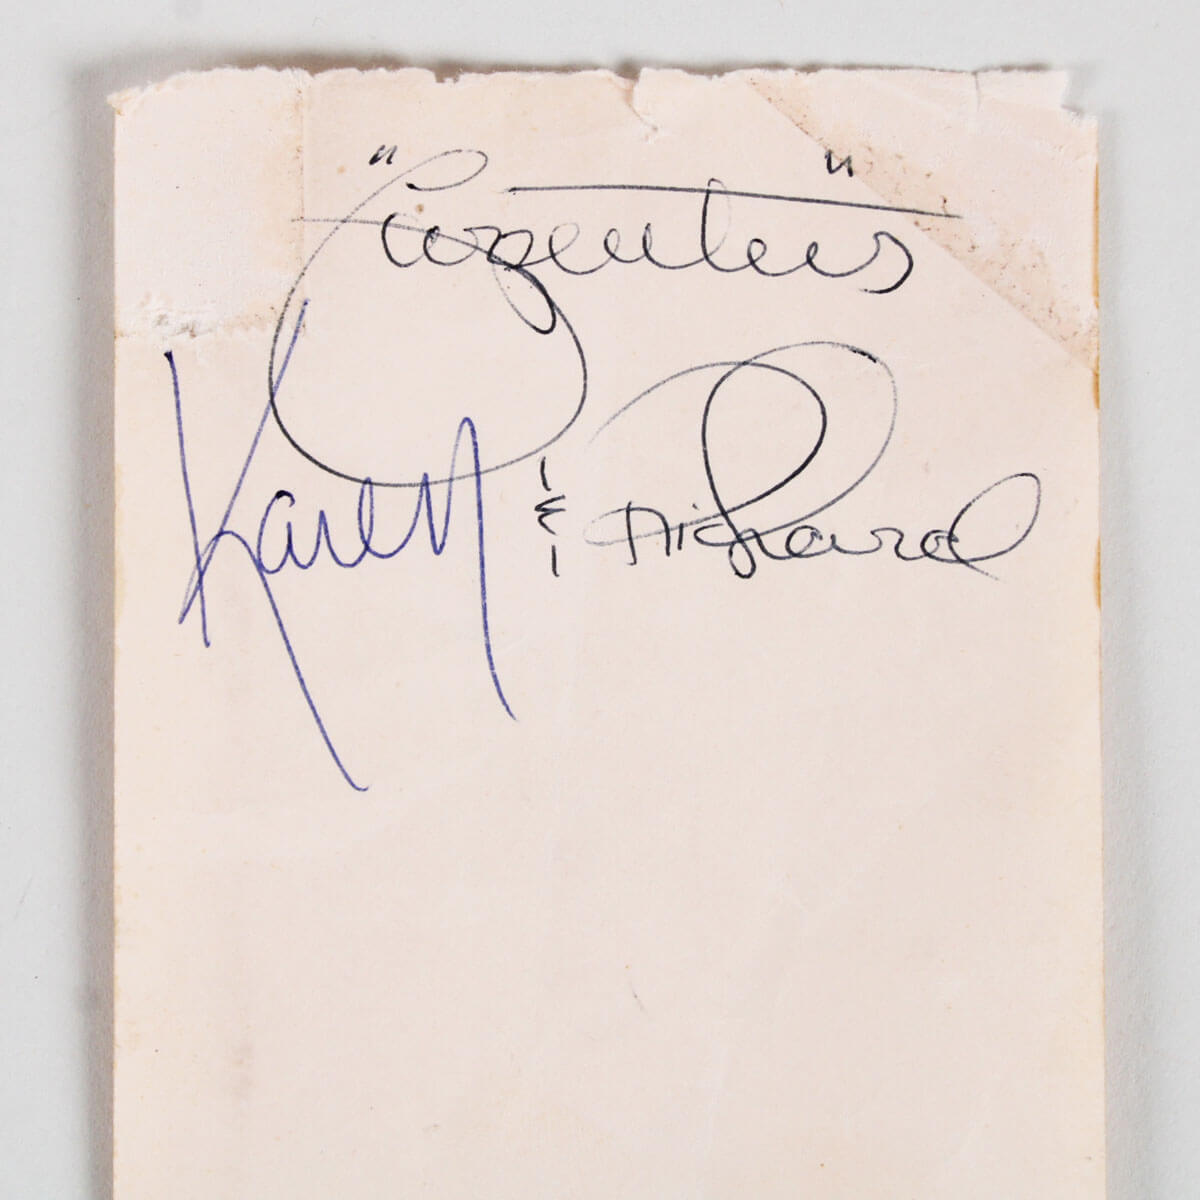 "Carpenters"
Karen & Richard